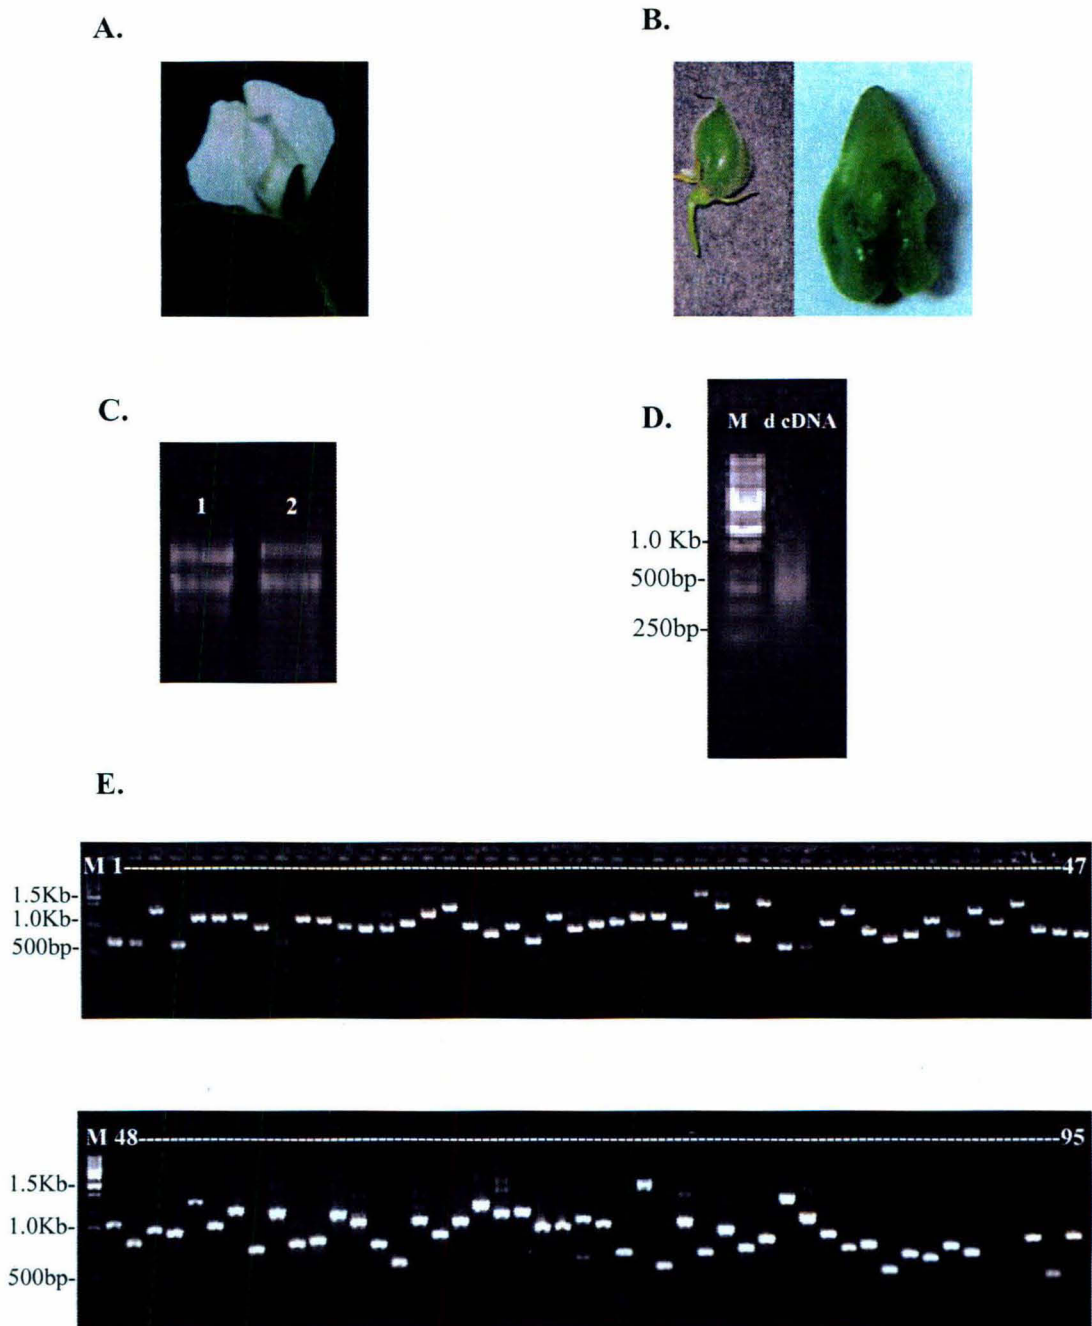 A.
B.
C.
1 2
D.
M d cDNA
1.0 Kb-
500bp-
250bp-
E.
M 1-----47
1.5Kb-
1.0Kb-
500bp-
M 48-----95
1.5Kb-
1.0Kb-
500bp-